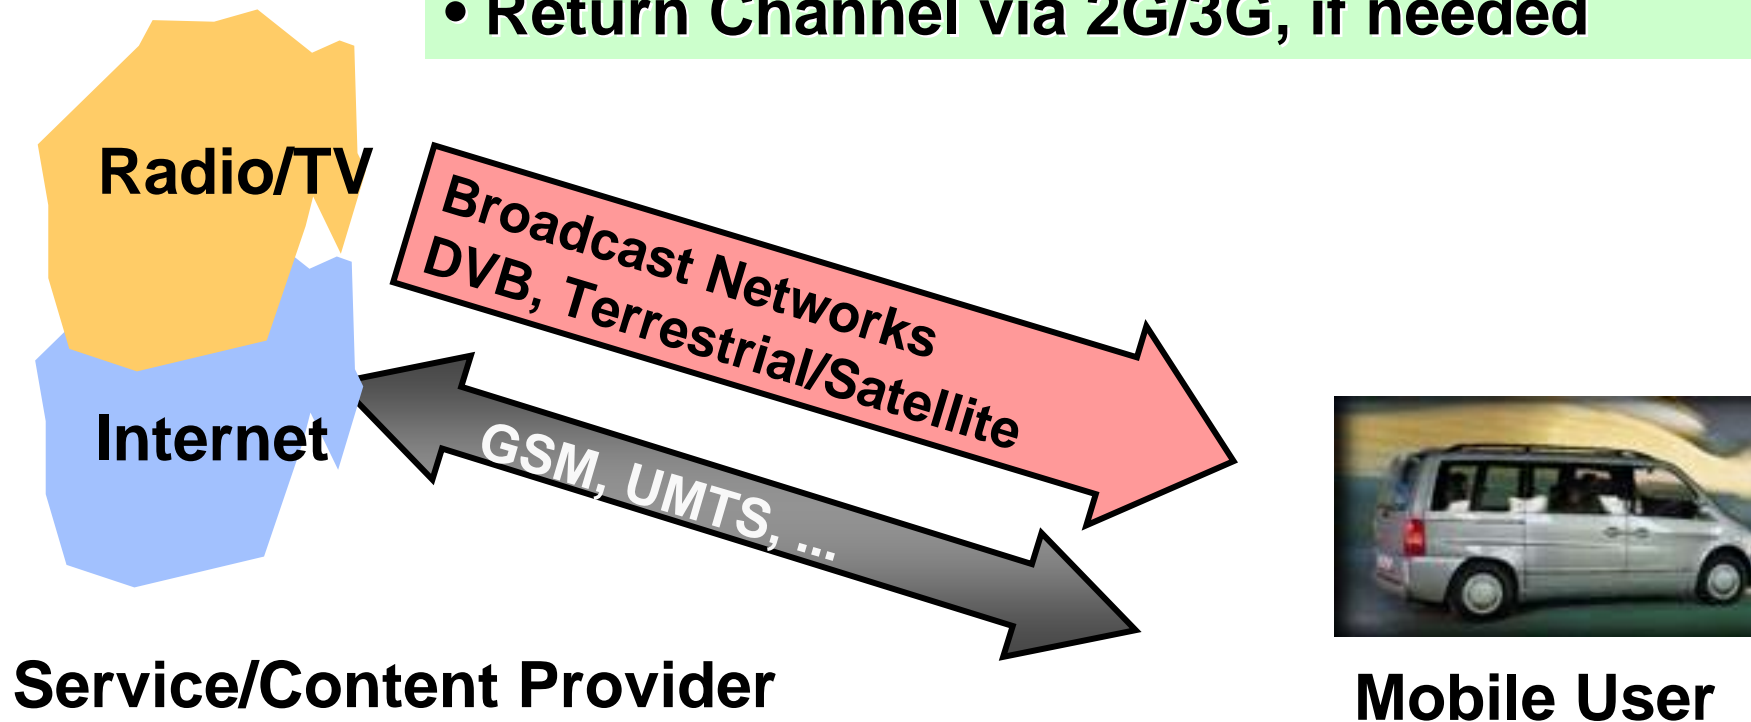 • Return Channel via 2G/3G, if needed
Radio/TV
Broadcast Networks
DVB, Terrestrial/Satellite
Internet
GSM, UMTS, ...
Service/Content Provider
Mobile User